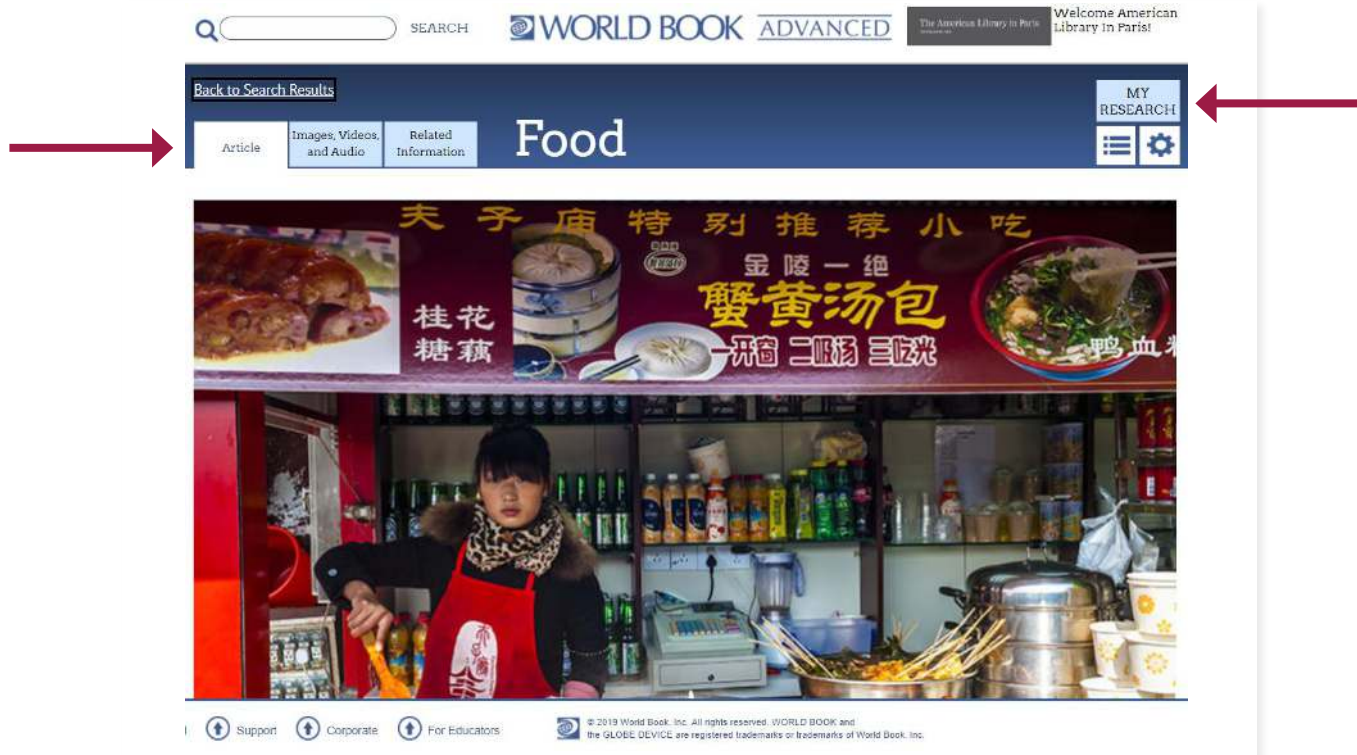 SEARCH
WORLD BOOK ADVANCED
The American Library in Paris
Welcome American
Library In Paris!
Back to Search Results
MY
RESEARCH
Article
Images, Videos,
and Audio
Related
Information
Food
夫子庙特别推荐小吃
金陵一绝
蟹黄汤包
一开窗 二吸汤 三吃光
桂花
糖藕
鸭血
Support
Corporate
For Educators
© 2019 World Book, Inc. All rights reserved. WORLD BOOK and
the GLOBE DEVICE are registered trademarks or trademarks of World Book, Inc.